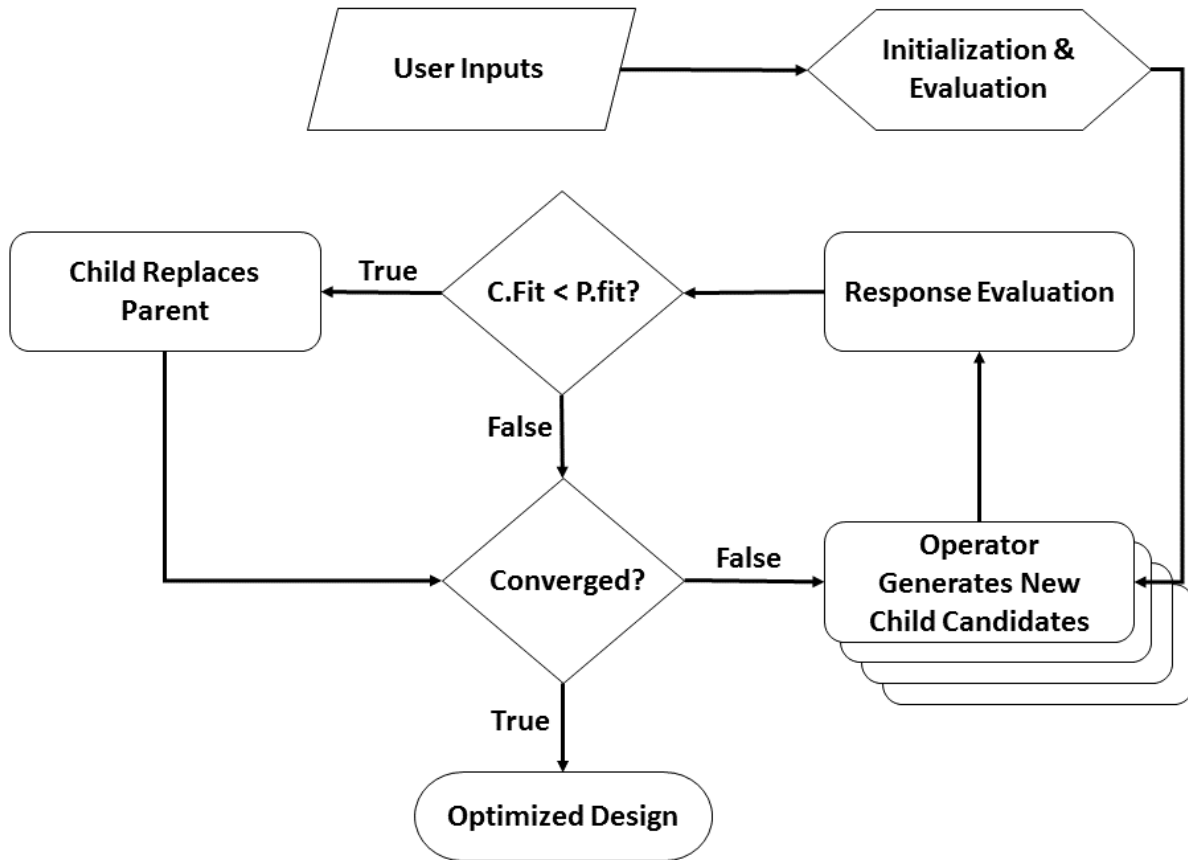 User Inputs
Initialization &
Evaluation
Child Replaces
Parent
True
C.Fit < P.fit?
Response Evaluation
False
Converged?
False
Operator
Generates New
Child Candidates
True
Optimized Design